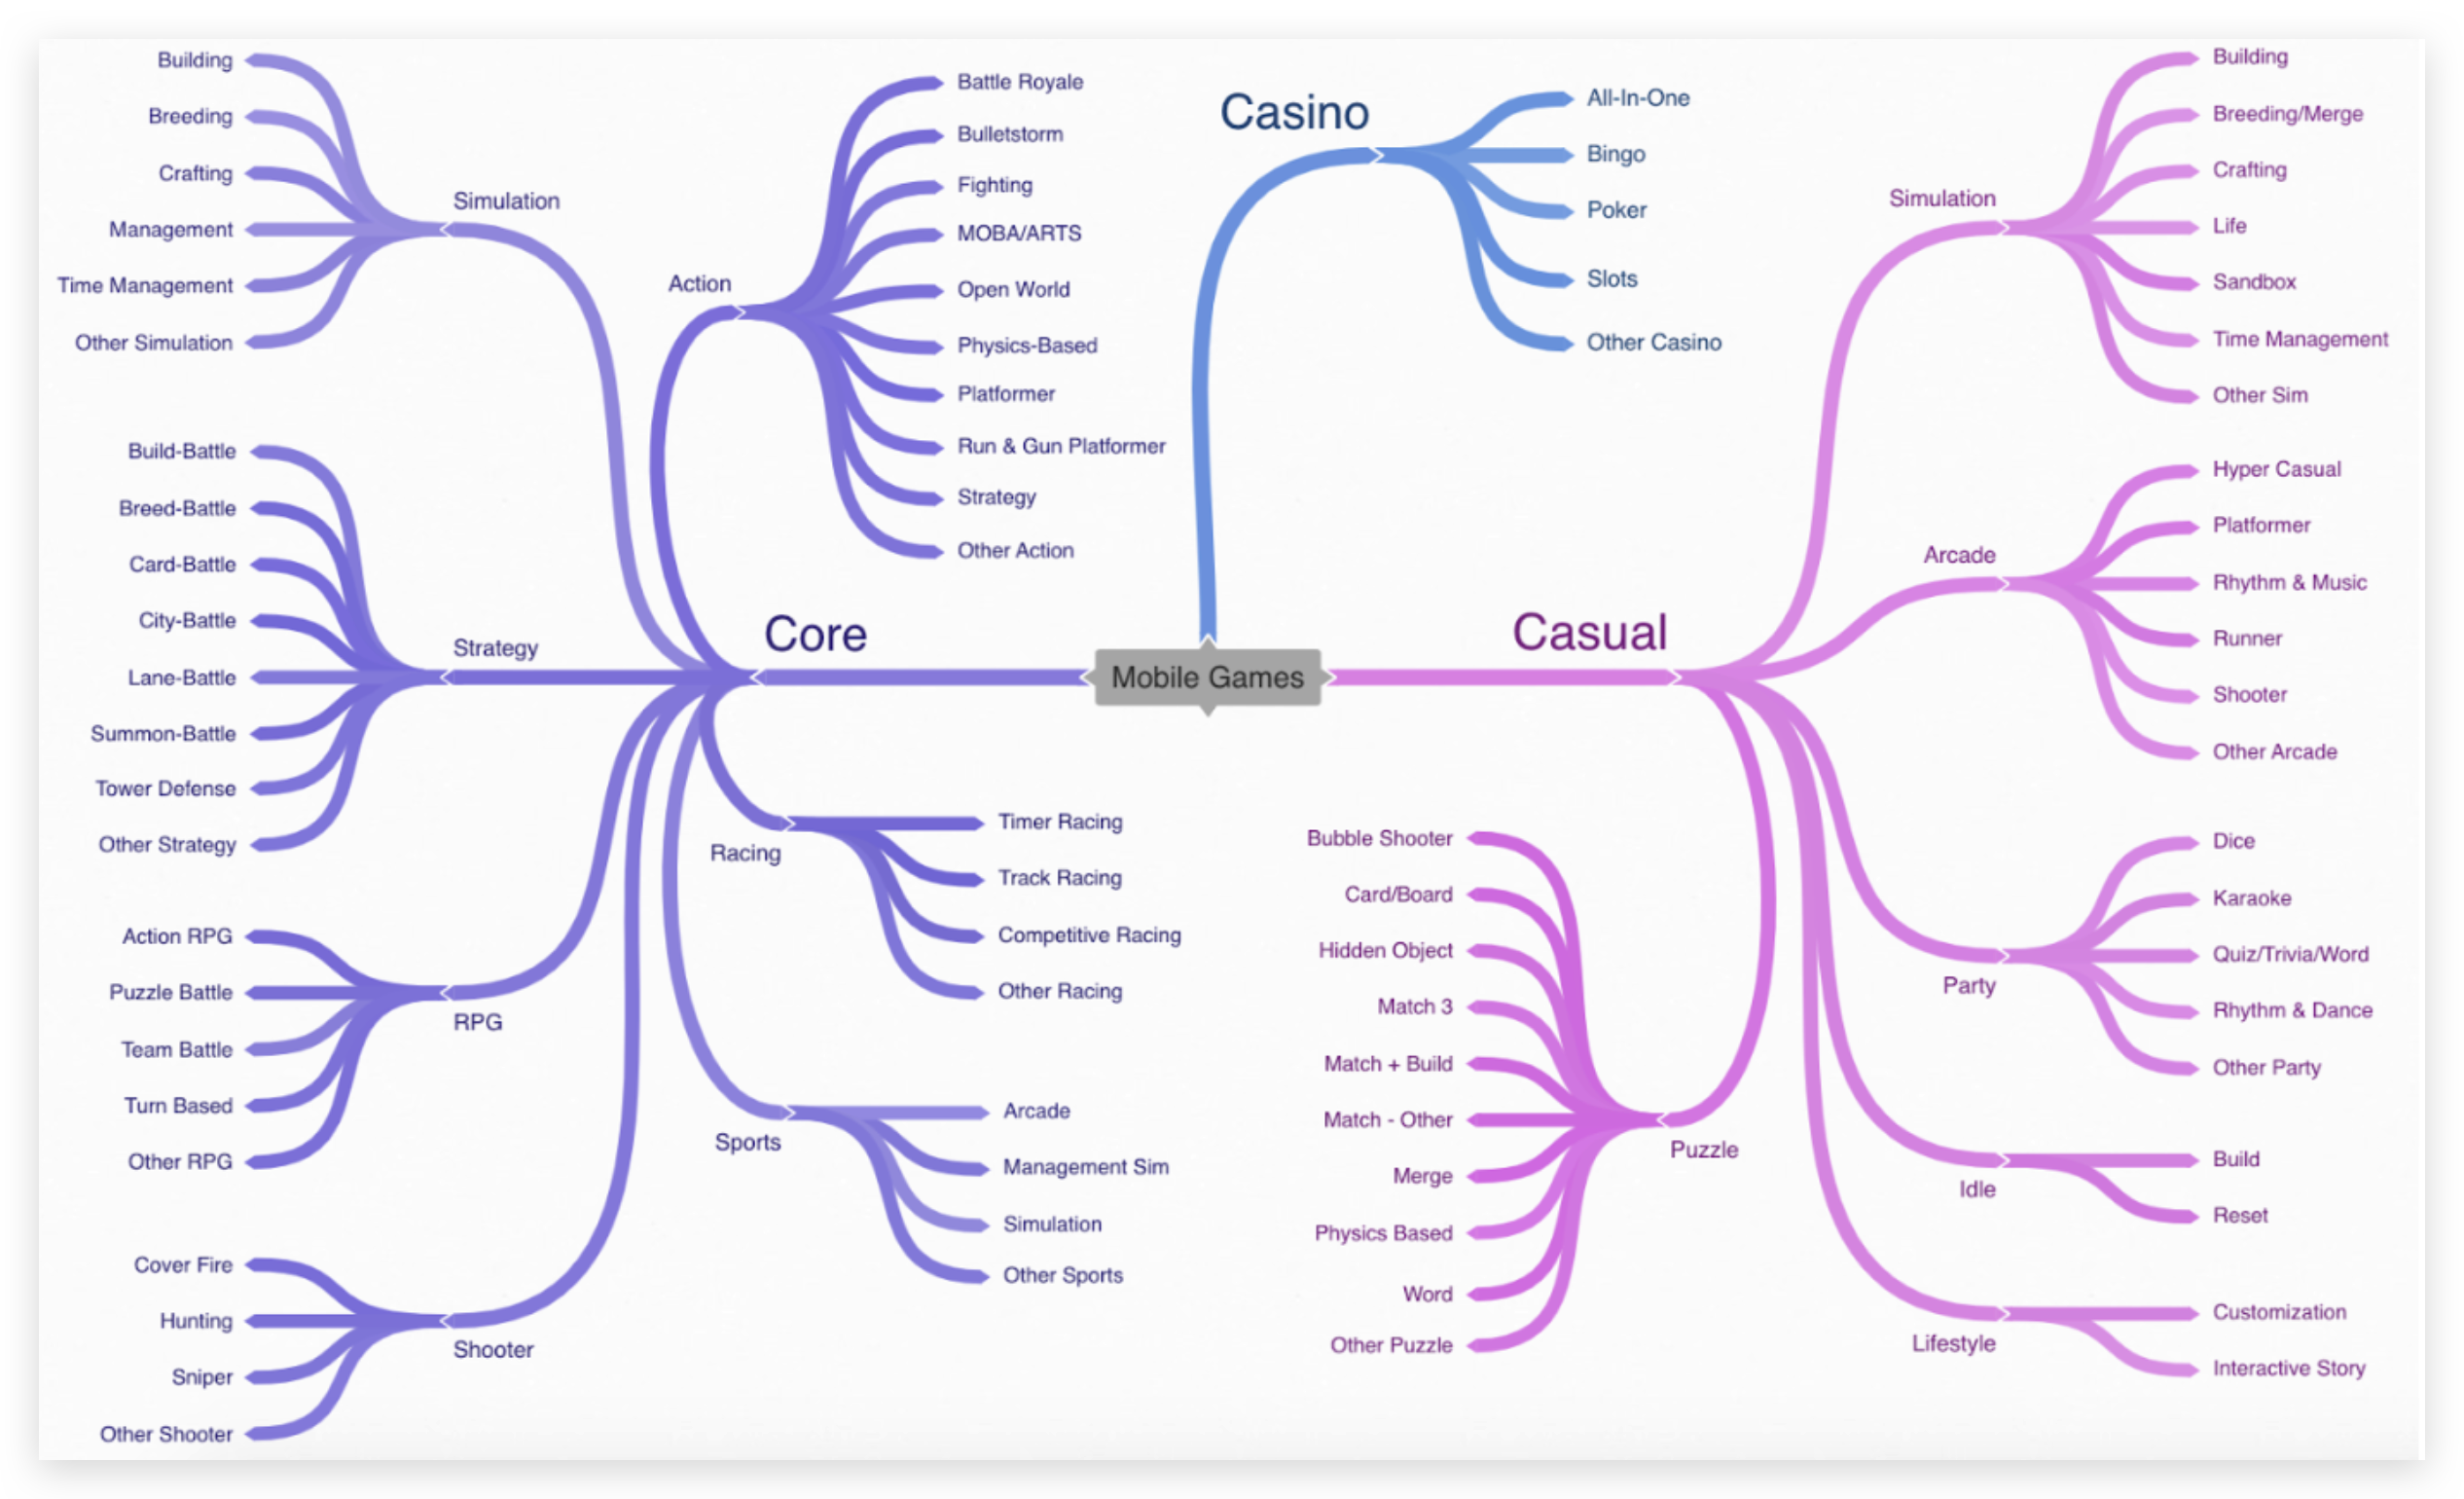 Mobile Games
Core
Simulation
Building
Breeding
Crafting
Management
Time Management
Other Simulation
Strategy
Build-Battle
Breed-Battle
Card-Battle
City-Battle
Lane-Battle
Summon-Battle
Tower Defense
Other Strategy
RPG
Action RPG
Puzzle Battle
Team Battle
Turn Based
Other RPG
Shooter
Cover Fire
Hunting
Sniper
Other Shooter
Action
Battle Royale
Bulletstorm
Fighting
MOBA/ARTS
Open World
Physics-Based
Platformer
Run & Gun Platformer
Strategy
Other Action
Racing
Timer Racing
Track Racing
Competitive Racing
Other Racing
Sports
Arcade
Management Sim
Simulation
Other Sports
Casino
All-In-One
Bingo
Poker
Slots
Other Casino
Casual
Puzzle
Bubble Shooter
Card/Board
Hidden Object
Match 3
Match + Build
Match - Other
Merge
Physics Based
Word
Other Puzzle
Simulation
Building
Breeding/Merge
Crafting
Life
Sandbox
Time Management
Other Sim
Arcade
Hyper Casual
Platformer
Rhythm & Music
Runner
Shooter
Other Arcade
Party
Dice
Karaoke
Quiz/Trivia/Word
Rhythm & Dance
Other Party
Idle
Build
Reset
Lifestyle
Customization
Interactive Story